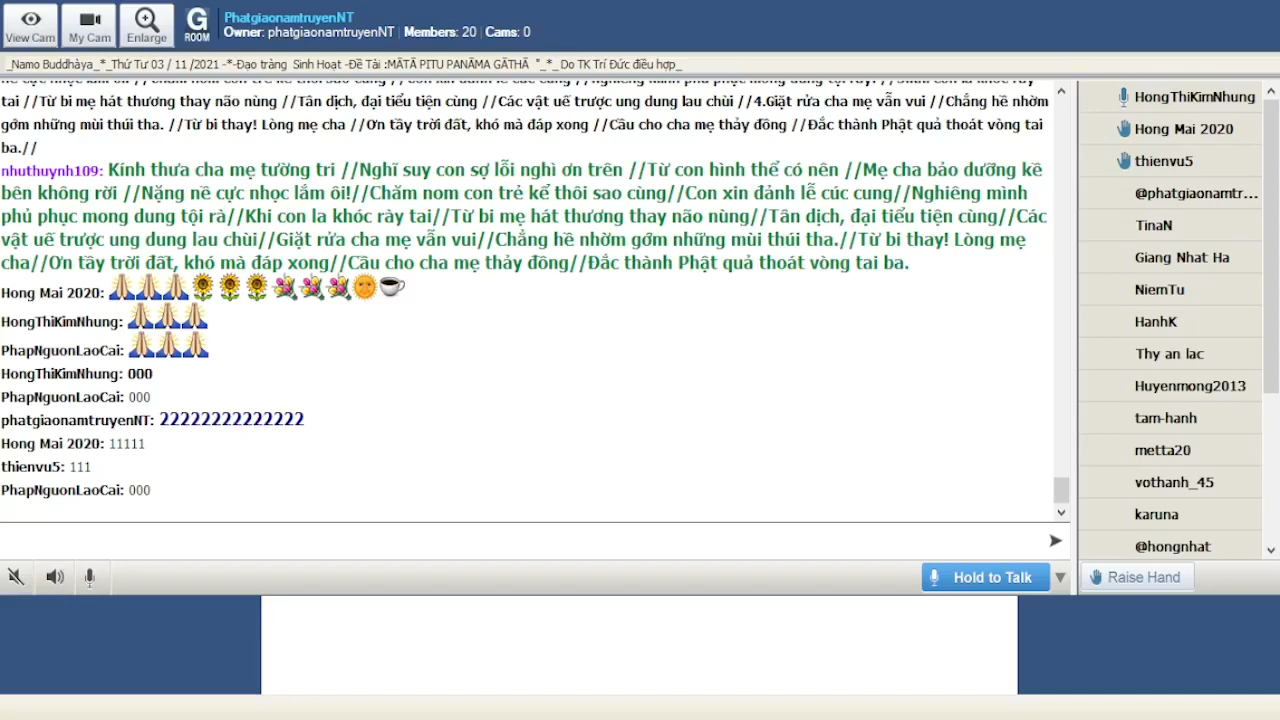 PhatgiaonamtruyenNT
Owner: phatgiaonamtruyenNT | Members: 20 | Cams: 0
View Cam
My Cam
Enlarge
G
ROOM
_Namo Buddhàya_*_Thứ Tư 03 / 11 /2021 -*-Đạo tràng Sinh Hoạt -Đề Tài :MĀTĀ PITU PANĀMA GĀTHĀ "_*_ Do TK Trí Đức điều hợp_
tai //Từ bi mẹ hát thương thay não nùng //Tân dịch, đại tiểu tiện cùng //Các vật uế trược ung dung lau chùi //4.Giặt rửa cha mẹ vẫn vui //Chẳng hề nhờm
gớm những mùi thúi tha. //Từ bi thay! Lòng mẹ cha //Ơn tầy trời đất, khó mà đáp xong //Cầu cho cha mẹ thảy đồng //Đắc thành Phật quả thoát vòng tai
ba.//
nhuthuynh109: Kính thưa cha mẹ tường tri //Nghĩ suy con sợ lỗi nghì ơn trên //Từ con hình thể có nên //Mẹ cha bảo dưỡng kề
bên không rời //Nặng nề cực nhọc lắm ôi!//Chăm nom con trẻ kể thôi sao cùng//Con xin đảnh lễ cúc cung//Nghiêng mình
phủ phục mong dung tội rà//Khi con la khóc rày tai//Từ bi mẹ hát thương thay não nùng//Tân dịch, đại tiểu tiện cùng//Các
vật uế trược ung dung lau chùi//Giặt rửa cha mẹ vẫn vui//Chẳng hề nhờm gớm những mùi thúi tha.//Từ bi thay! Lòng mẹ
cha//Ơn tầy trời đất, khó mà đáp xong//Cầu cho cha mẹ thảy đồng//Đắc thành Phật quả thoát vòng tai ba.
Hong Mai 2020:
HongThiKimNhung:
PhapNguonLaoCai:
HongThiKimNhung: 000
PhapNguonLaoCai: 000
phatgiaonamtruyenNT: 22222222222222
Hong Mai 2020: 11111
thienvu5: 111
PhapNguonLaoCai: 000
Hold to Talk
HongThiKimNhung
Hong Mai 2020
thienvu5
@phatgiaonamtr...
TinaN
Giang Nhat Ha
NiemTu
HanhK
Thy an lac
Huyenmong2013
tam-hanh
metta20
vothanh_45
karuna
@hongnhat
Raise Hand